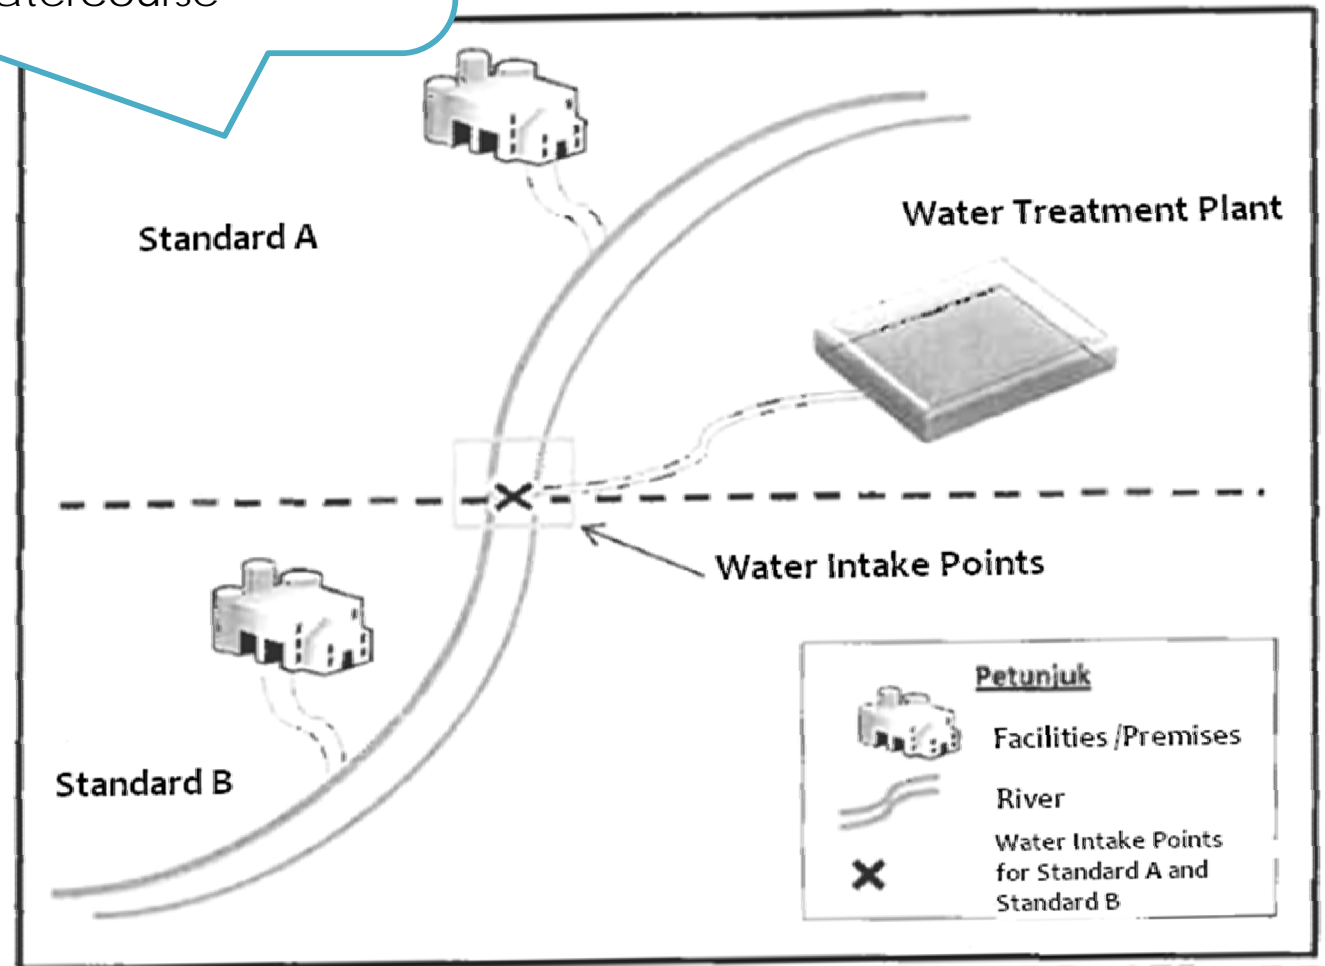 Standard A
Water Treatment Plant
Water Intake Points
Standard B
Petunjuk
Facilities /Premises
River
Water Intake Points
for Standard A and
Standard B